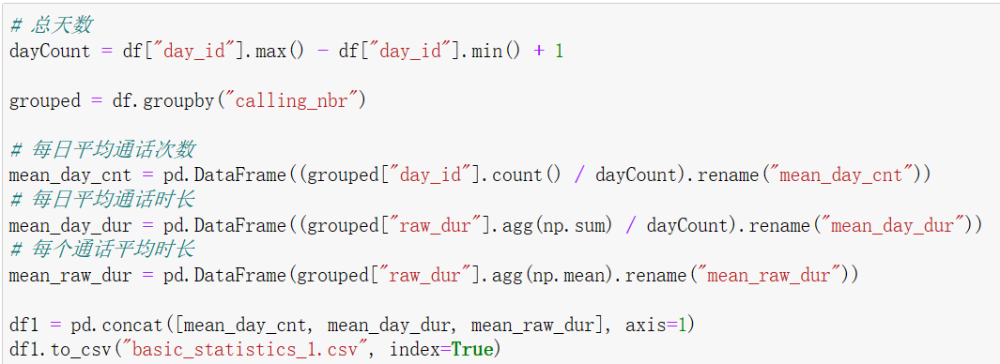 # 总天数
dayCount = df["day_id"].max() - df["day_id"].min() + 1
grouped = df.groupby("calling_nbr")
# 每日平均通话次数
mean_day_cnt = pd.DataFrame((grouped["day_id"].count() / dayCount).rename("mean_day_cnt"))
# 每日平均通话时长
mean_day_dur = pd.DataFrame((grouped["raw_dur"].agg(np.sum) / dayCount).rename("mean_day_dur"))
# 每个通话平均时长
mean_raw_dur = pd.DataFrame(grouped["raw_dur"].agg(np.mean).rename("mean_raw_dur"))
df1 = pd.concat([mean_day_cnt, mean_day_dur, mean_raw_dur], axis=1)
df1.to_csv("basic_statistics_1.csv", index=True)